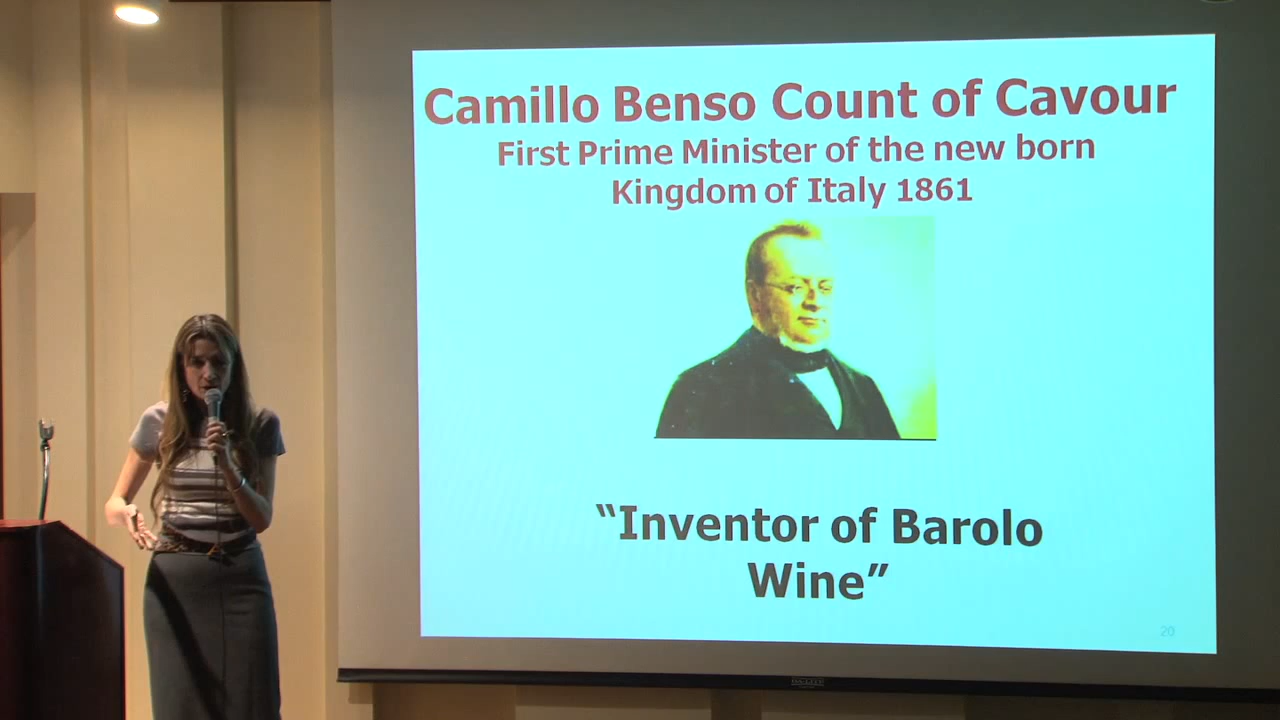 Camillo Benso Count of Cavour
First Prime Minister of the new born
Kingdom of Italy 1861
“Inventor of Barolo
Wine”
20